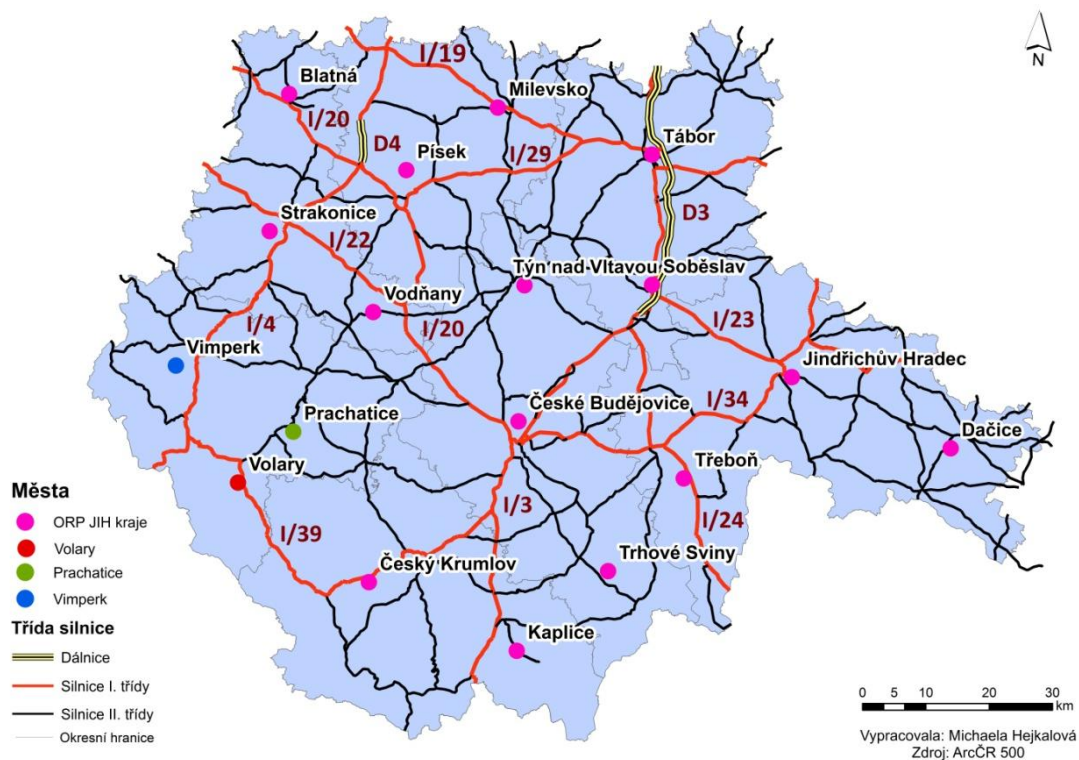 N
I/19
Blatná
Milevsko
I/20
D4
Tábor
Písek
I/29
Strakonice
D3
I/22
Týn nad Vltavou
Soběslav
Vodňany
I/4
I/20
I/23
Vimperk
Jindřichův Hradec
I/34
Prachatice
České Budějovice
Dačice
Volary
Třeboň
I/3
I/24
I/39
Český Krumlov
Trhové Sviny
Kaplice
Města
ORP JIH kraje
Volary
Prachatice
Vimperk
Třída silnice
Dálnice
Silnice I. třídy
Silnice II. třídy
Okresní hranice
0 5 10 20 30
km
Vypracovala: Michaela Hejkalová
Zdroj: ArcČR 500